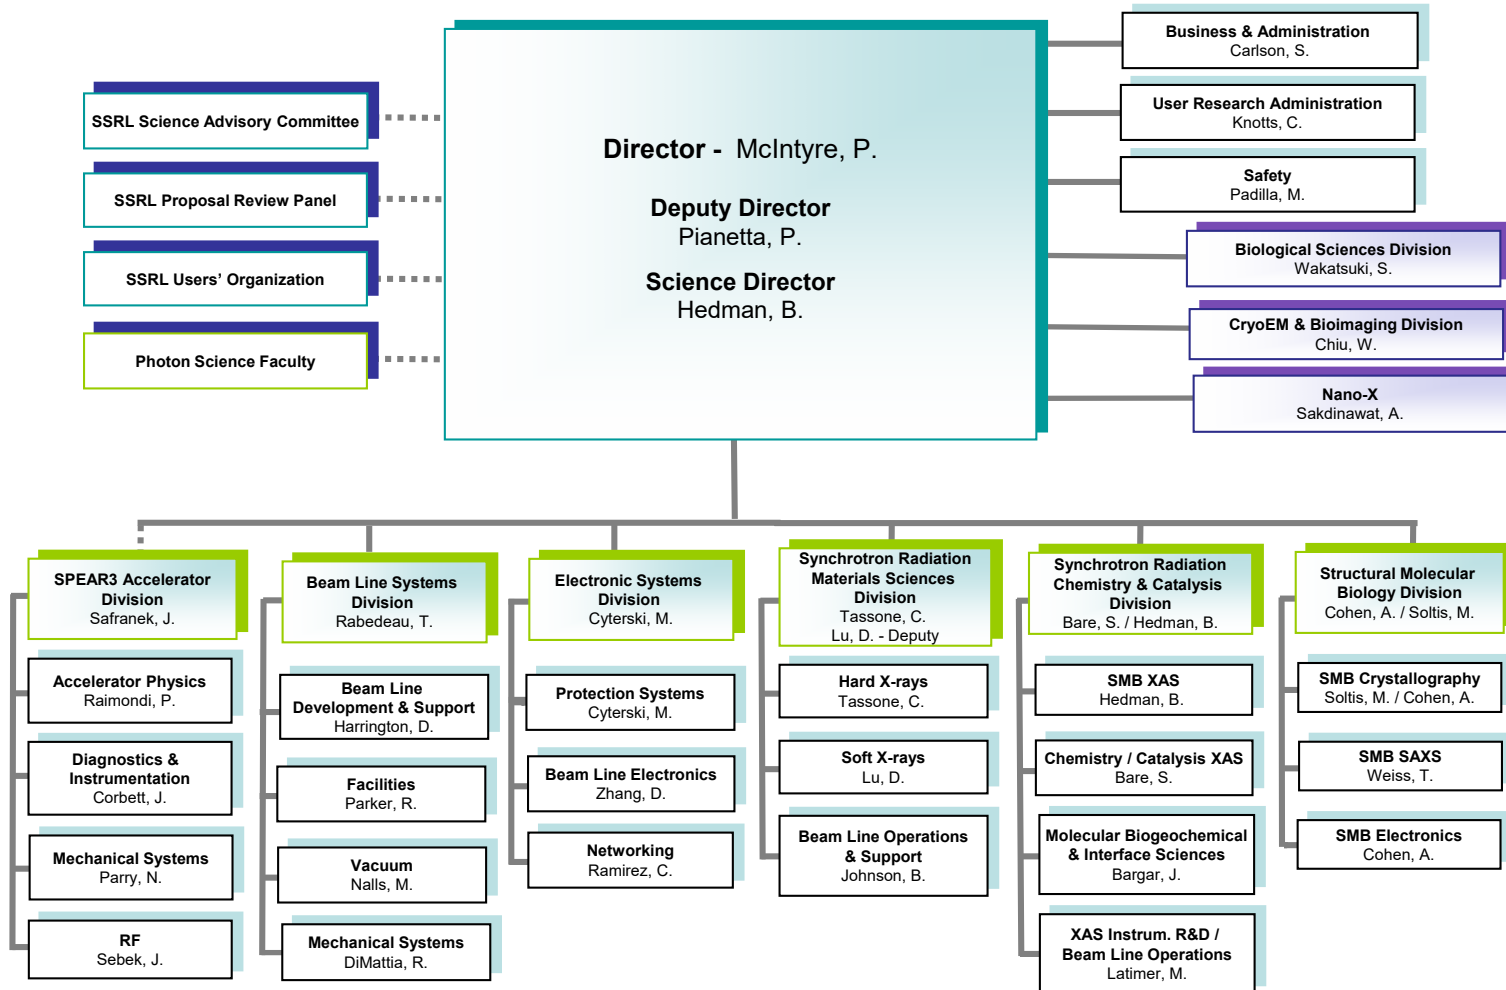 SSRL Science Advisory Committee
SSRL Proposal Review Panel
SSRL Users’ Organization
Photon Science Faculty
Director - McIntyre, P.
Deputy Director
Pianetta, P.
Science Director
Hedman, B.
Business & Administration
Carlson, S.
User Research Administration
Knotts, C.
Safety
Padilla, M.
Biological Sciences Division
Wakatsuki, S.
CryoEM & Bioimaging Division
Chiu, W.
Nano-X
Sakdinawat, A.
SPEAR3 Accelerator
Division
Safranek, J.
Accelerator Physics
Raimondi, P.
Diagnostics &
Instrumentation
Corbett, J.
Mechanical Systems
Parry, N.
RF
Sebek, J.
Beam Line Systems
Division
Rabedeau, T.
Beam Line
Development & Support
Harrington, D.
Facilities
Parker, R.
Vacuum
Nalls, M.
Mechanical Systems
DiMattia, R.
Electronic Systems
Division
Cyterski, M.
Protection Systems
Cyterski, M.
Beam Line Electronics
Zhang, D.
Networking
Ramirez, C.
Synchrotron Radiation
Materials Sciences
Division
Tassone, C.
Lu, D. - Deputy
Hard X-rays
Tassone, C.
Soft X-rays
Lu, D.
Beam Line Operations
& Support
Johnson, B.
Synchrotron Radiation
Chemistry & Catalysis
Division
Bare, S. / Hedman, B.
SMB XAS
Hedman, B.
Chemistry / Catalysis XAS
Bare, S.
Molecular Biogeochemical
& Interface Sciences
Bargar, J.
XAS Instrum. R&D /
Beam Line Operations
Latimer, M.
Structural Molecular
Biology Division
Cohen, A. / Soltis, M.
SMB Crystallography
Soltis, M. / Cohen, A.
SMB SAXS
Weiss, T.
SMB Electronics
Cohen, A.